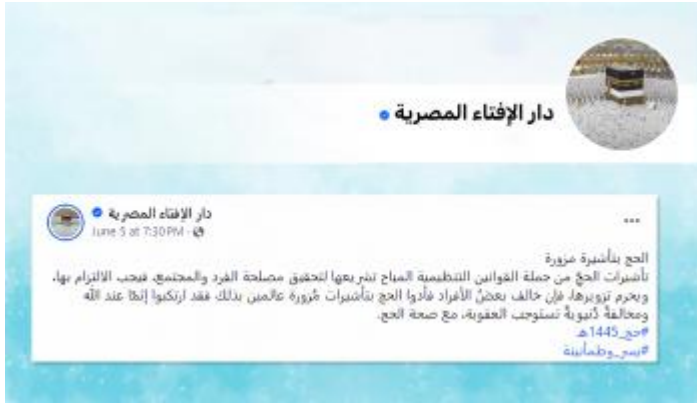 دار الإفتاء المصرية
دار الإفتاء المصرية
June 5 at 7:30 PM ·
الحج بتأشيرة مزورة
تأشيرات الحجِّ من جملة القوانين التنظيمية المباح تشريعها لتحقيق مصلحة الفرد والمجتمع، فيجب الالتزام بها،
ويحرم تزويرها، فإن خالف بعضُ الأفراد فأدوا الحج بتأشيرات مُزورة عالمين بذلك فقد ارتكبوا إثمًا عند الله
ومخالفةً دُنيويةً تستوجب العقوبة، مع صحة الحج.
#حج_1445هـ
#يسر_وطمأنينة